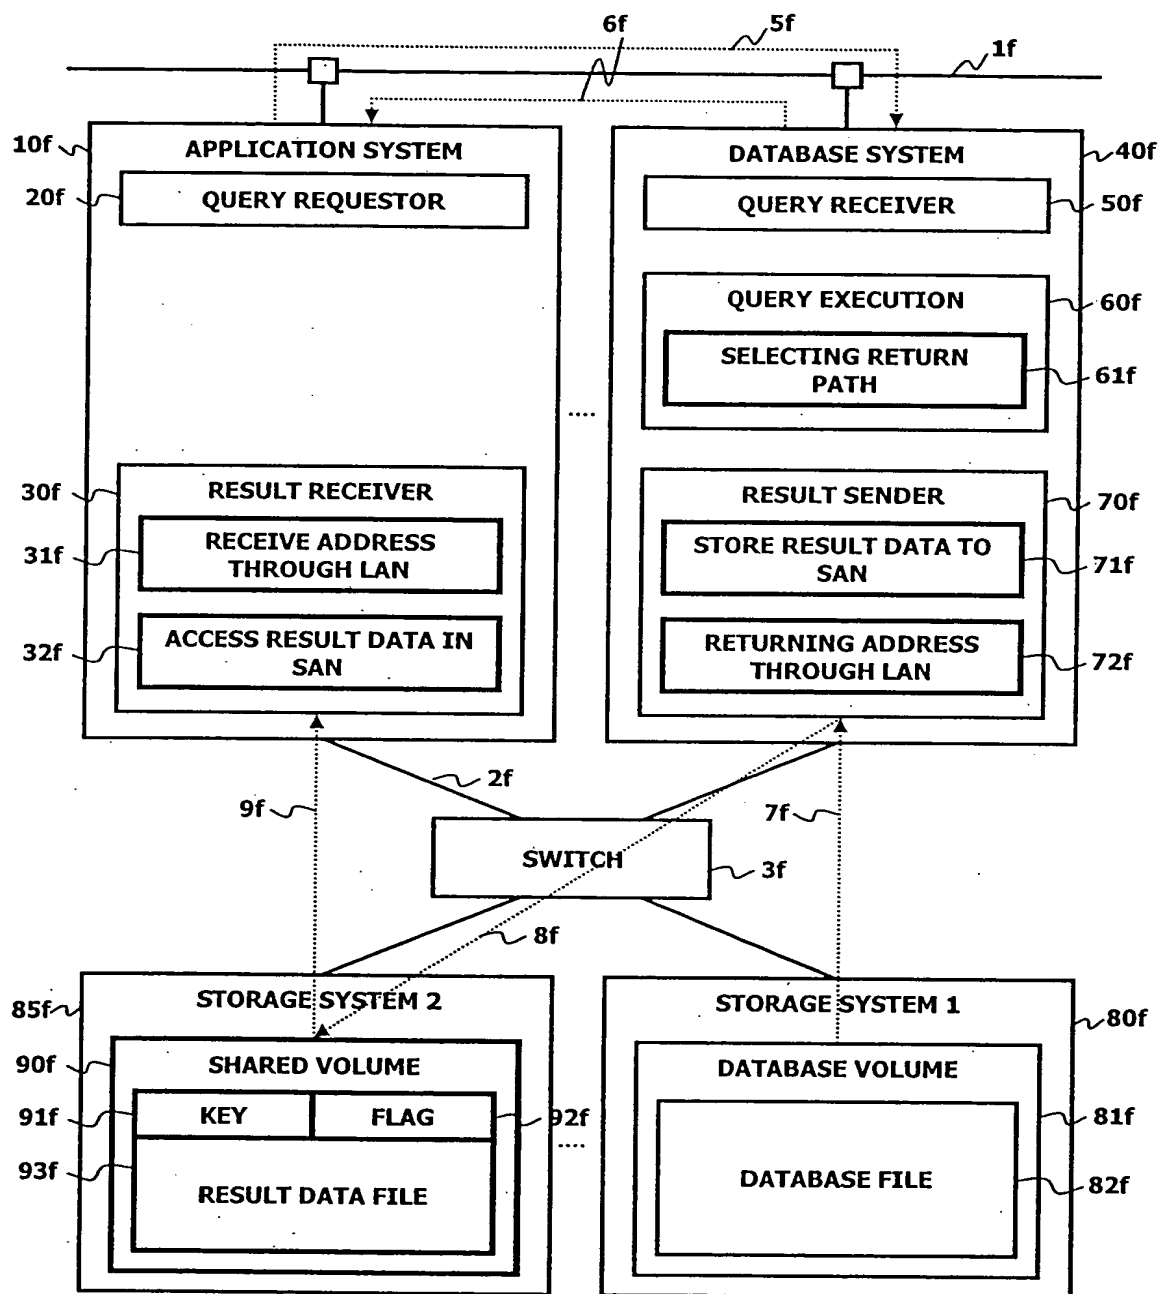 6f
5f
1f
10f
APPLICATION SYSTEM
DATABASE SYSTEM
40f
20f
QUERY REQUESTOR
QUERY RECEIVER
50f
QUERY EXECUTION
60f
SELECTING RETURN
PATH
61f
....
30f
RESULT RECEIVER
RESULT SENDER
70f
31f
RECEIVE ADDRESS
THROUGH LAN
STORE RESULT DATA TO
SAN
71f
32f
ACCESS RESULT DATA IN
SAN
RETURNING ADDRESS
THROUGH LAN
72f
2f
9f
7f
SWITCH
3f
8f
85f
STORAGE SYSTEM 2
STORAGE SYSTEM 1
80f
90f
SHARED VOLUME
DATABASE VOLUME
91f
KEY
FLAG
92f
81f
....
93f
RESULT DATA FILE
DATABASE FILE
82f